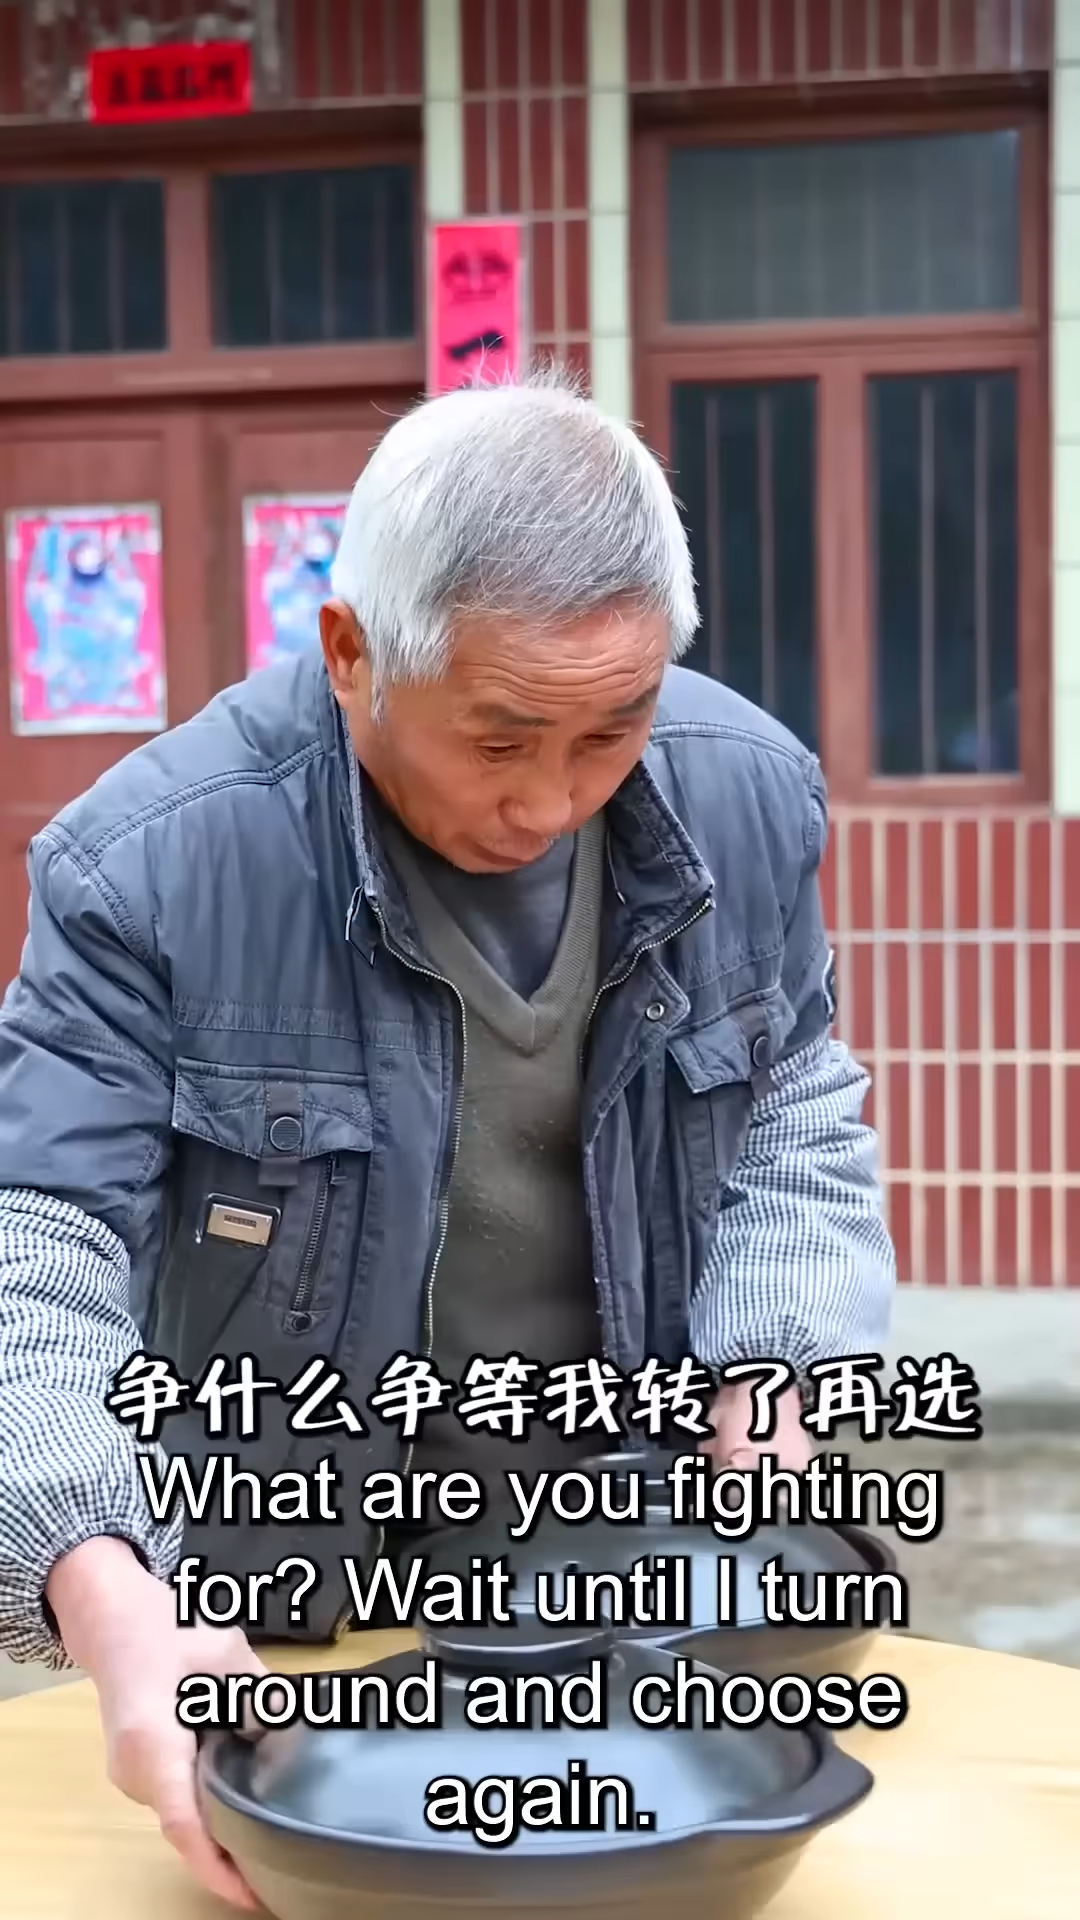 一
争什么争等我转了再选
What are you fighting
for? Wait until I turn
around and choose
again.